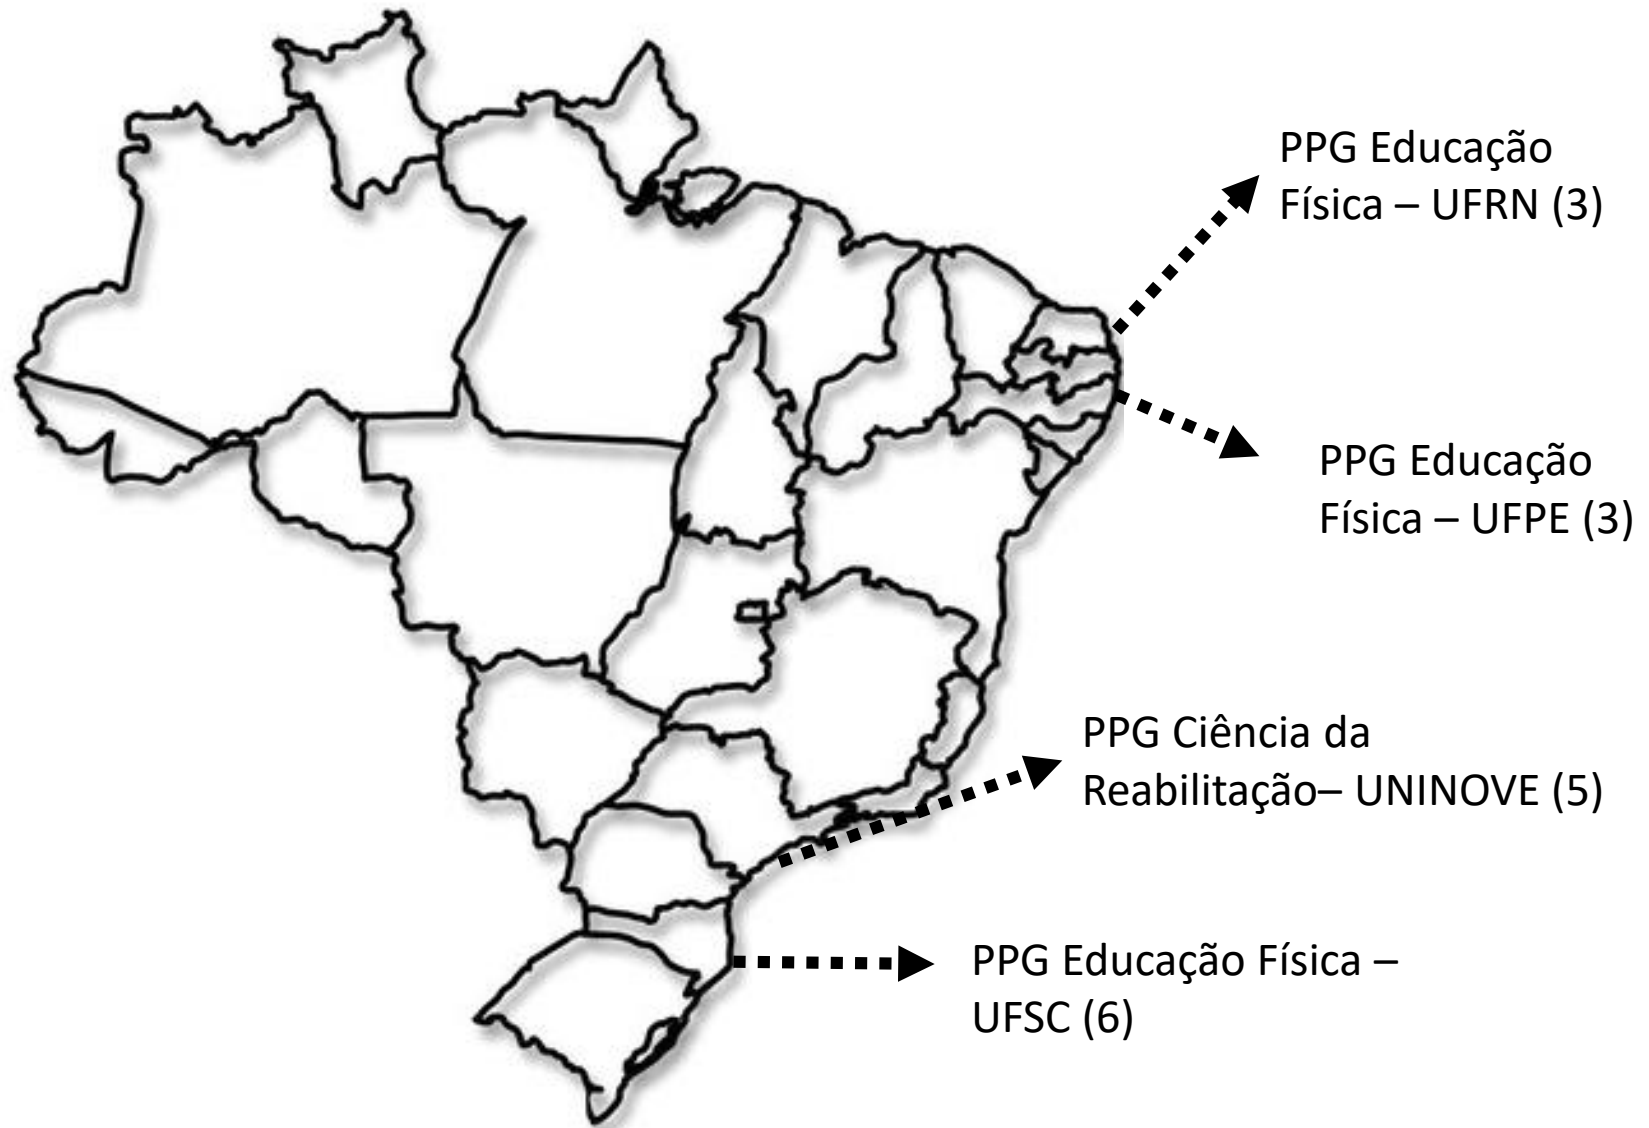 PPG Educação
Física – UFRN (3)
PPG Educação
Física – UFPE (3)
PPG Ciência da
Reabilitação– UNINOVE (5)
PPG Educação Física –
UFSC (6)